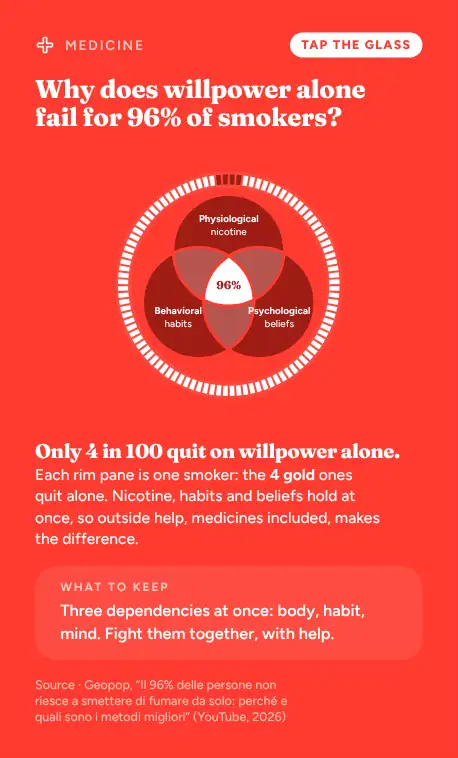 MEDICINE
TAP THE GLASS
Why does willpower alone
fail for 96% of smokers?
Physiological
nicotine
96%
Behavioral
habits
Psychological
beliefs
Only 4 in 100 quit on willpower alone.
Each rim pane is one smoker: the 4 gold ones
quit alone. Nicotine, habits and beliefs hold at
once, so outside help, medicines included, makes
the difference.
WHAT TO KEEP
Three dependencies at once: body, habit,
mind. Fight them together, with help.
Source · Geopop, “Il 96% delle persone non
riesce a smettere di fumare da solo: perché e
quali sono i metodi migliori” (YouTube, 2026)